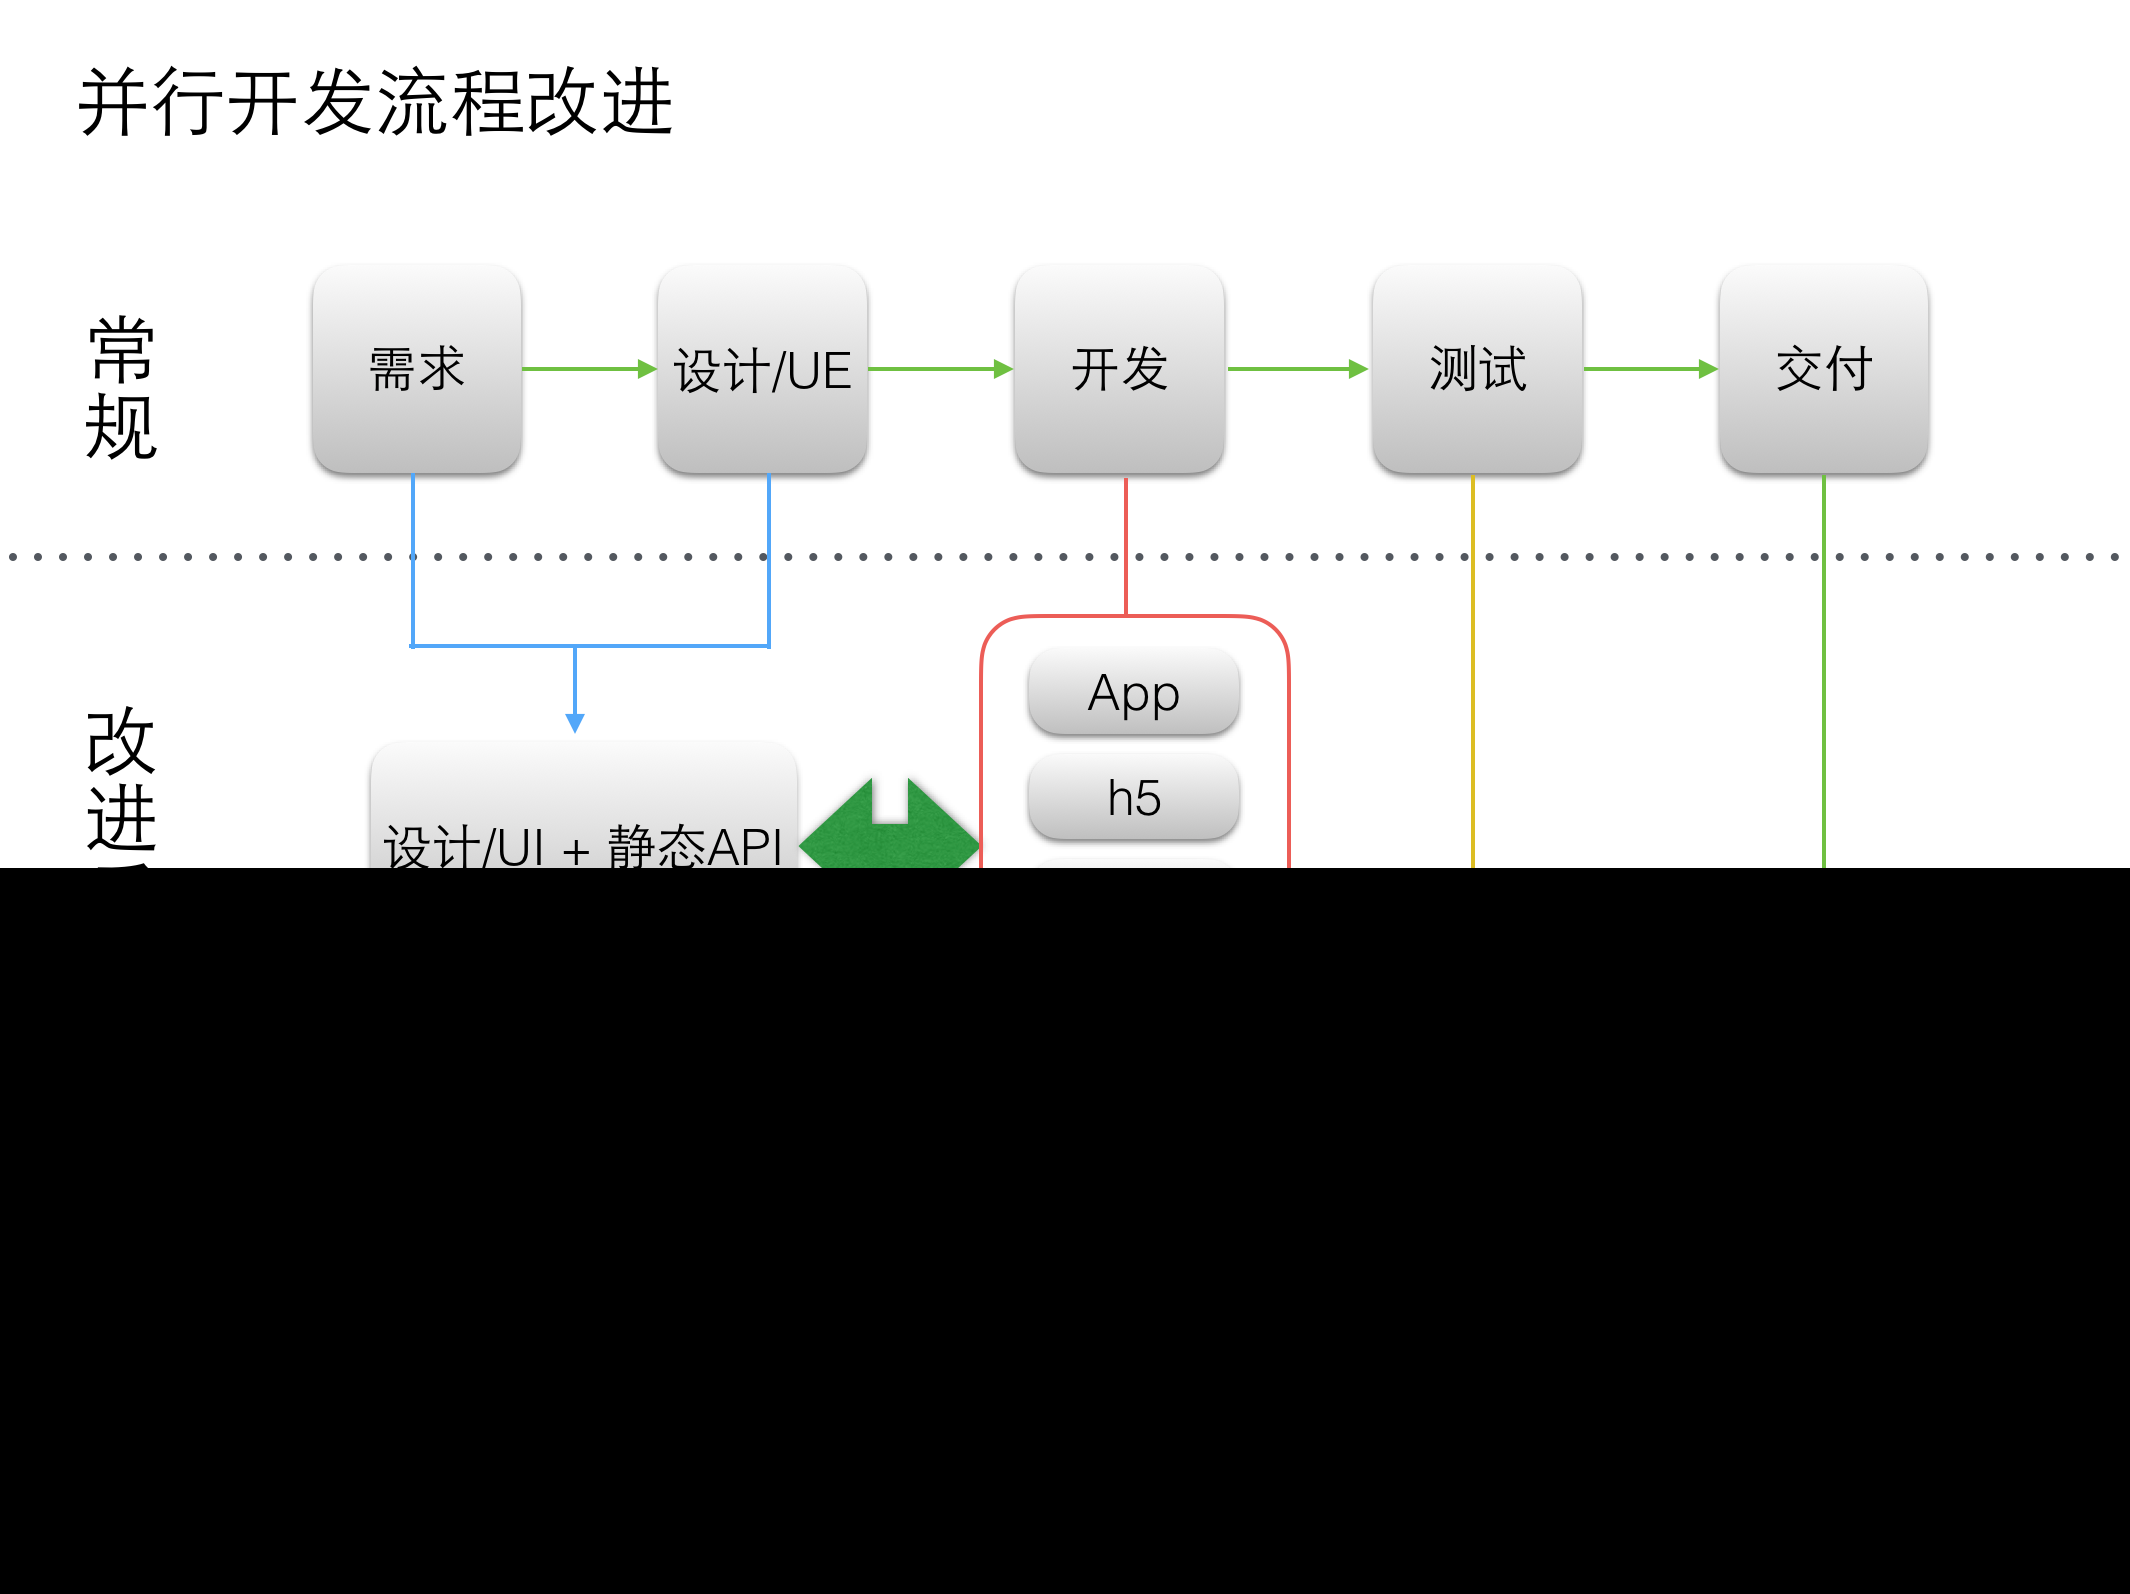 并行开发流程改进
常规
需求
设计/UE
开发
测试
交付
改进
App
h5
设计/UI + 静态API